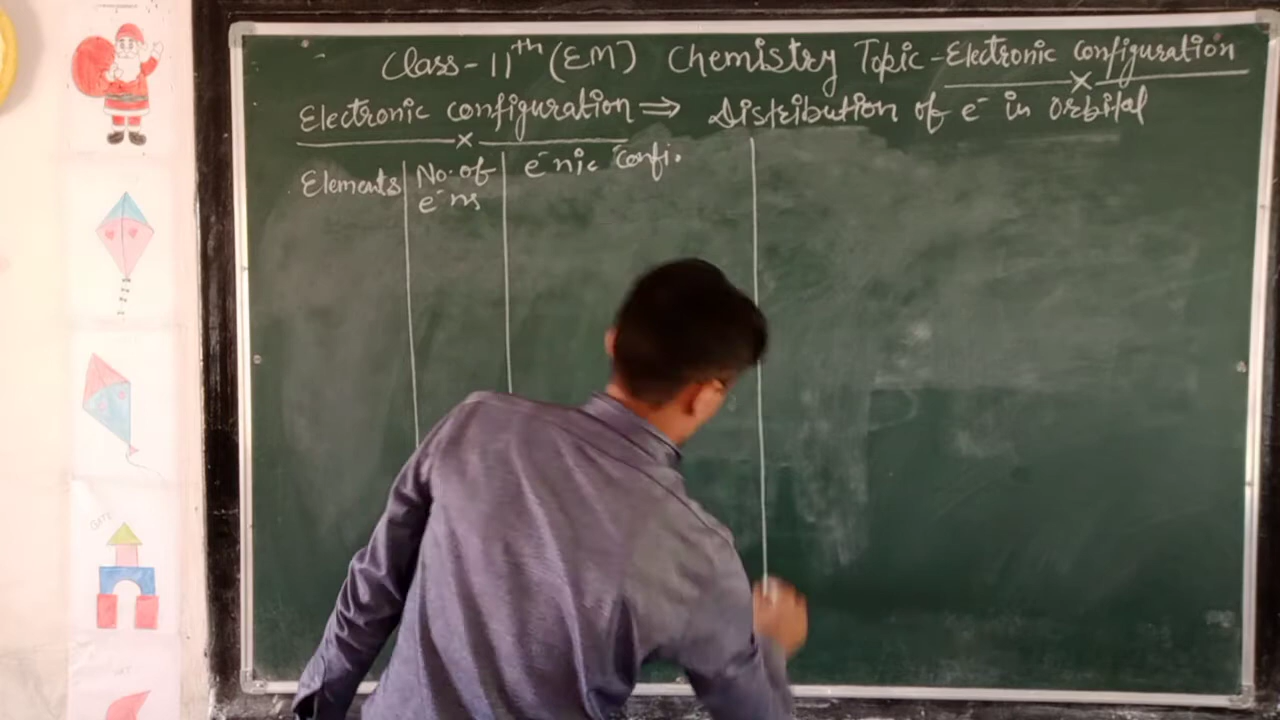 Class - 11th (EM) Chemistry Topic - Electronic configuration
Electronic configuration ⇒ Distribution of e⁻ in orbital
Elements
No. of
e⁻ns
e⁻nic Confi.
GATE